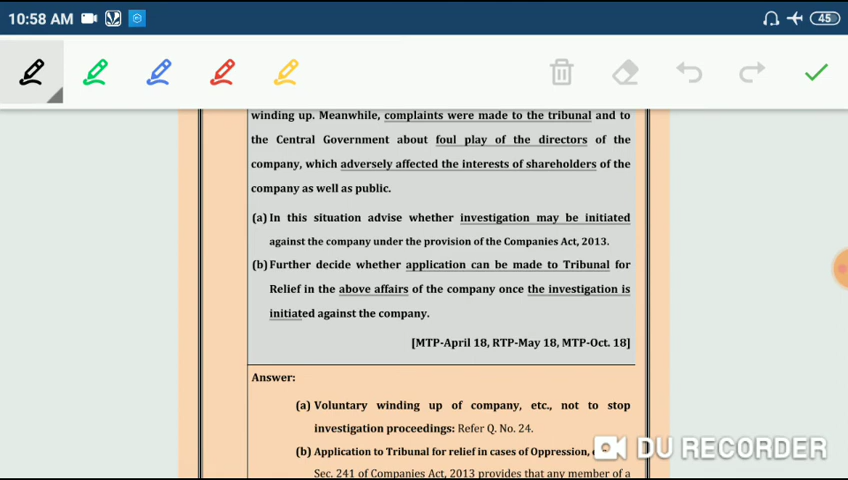 10:58 AM
45
winding up. Meanwhile, complaints were made to the tribunal and to
the Central Government about foul play of the directors of the
company, which adversely affected the interests of shareholders of the
company as well as public.
(a) In this situation advise whether investigation may be initiated
against the company under the provision of the Companies Act, 2013.
(b) Further decide whether application can be made to Tribunal for
Relief in the above affairs of the company once the investigation is
initiated against the company.
[MTP-April 18, RTP-May 18, MTP-Oct. 18]
Answer:
(a) Voluntary winding up of company, etc., not to stop
investigation proceedings: Refer Q. No. 24.
(b) Application to Tribunal for relief in cases of Oppression,
Sec. 241 of Companies Act, 2013 provides that any member of a
DU RECORDER